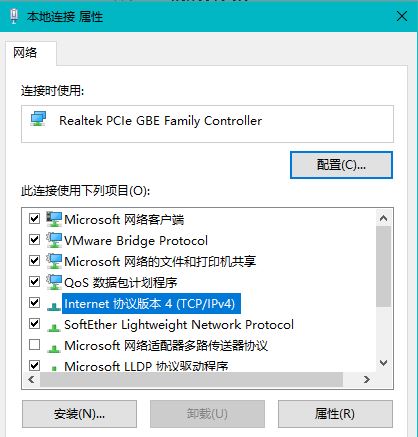 本地连接 属性
网络
连接时使用:
Realtek PCIe GBE Family Controller
配置(C)...
此连接使用下列项目(O):
Microsoft 网络客户端
VMware Bridge Protocol
Microsoft 网络的文件和打印机共享
QoS 数据包计划程序
Internet 协议版本 4 (TCP/IPv4)
SoftEther Lightweight Network Protocol
Microsoft 网络适配器多路传送器协议
Microsoft LLDP 协议驱动程序
安装(N)...
卸载(U)
属性(R)